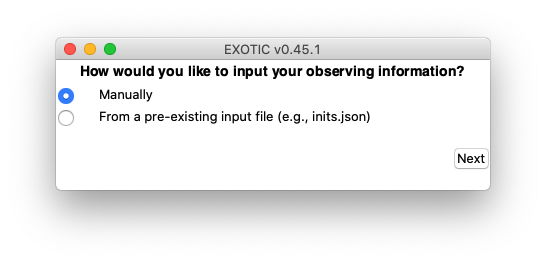 EXOTIC v0.45.1
How would you like to input your observing information?
Manually
From a pre-existing input file (e.g., inits.json)
Next